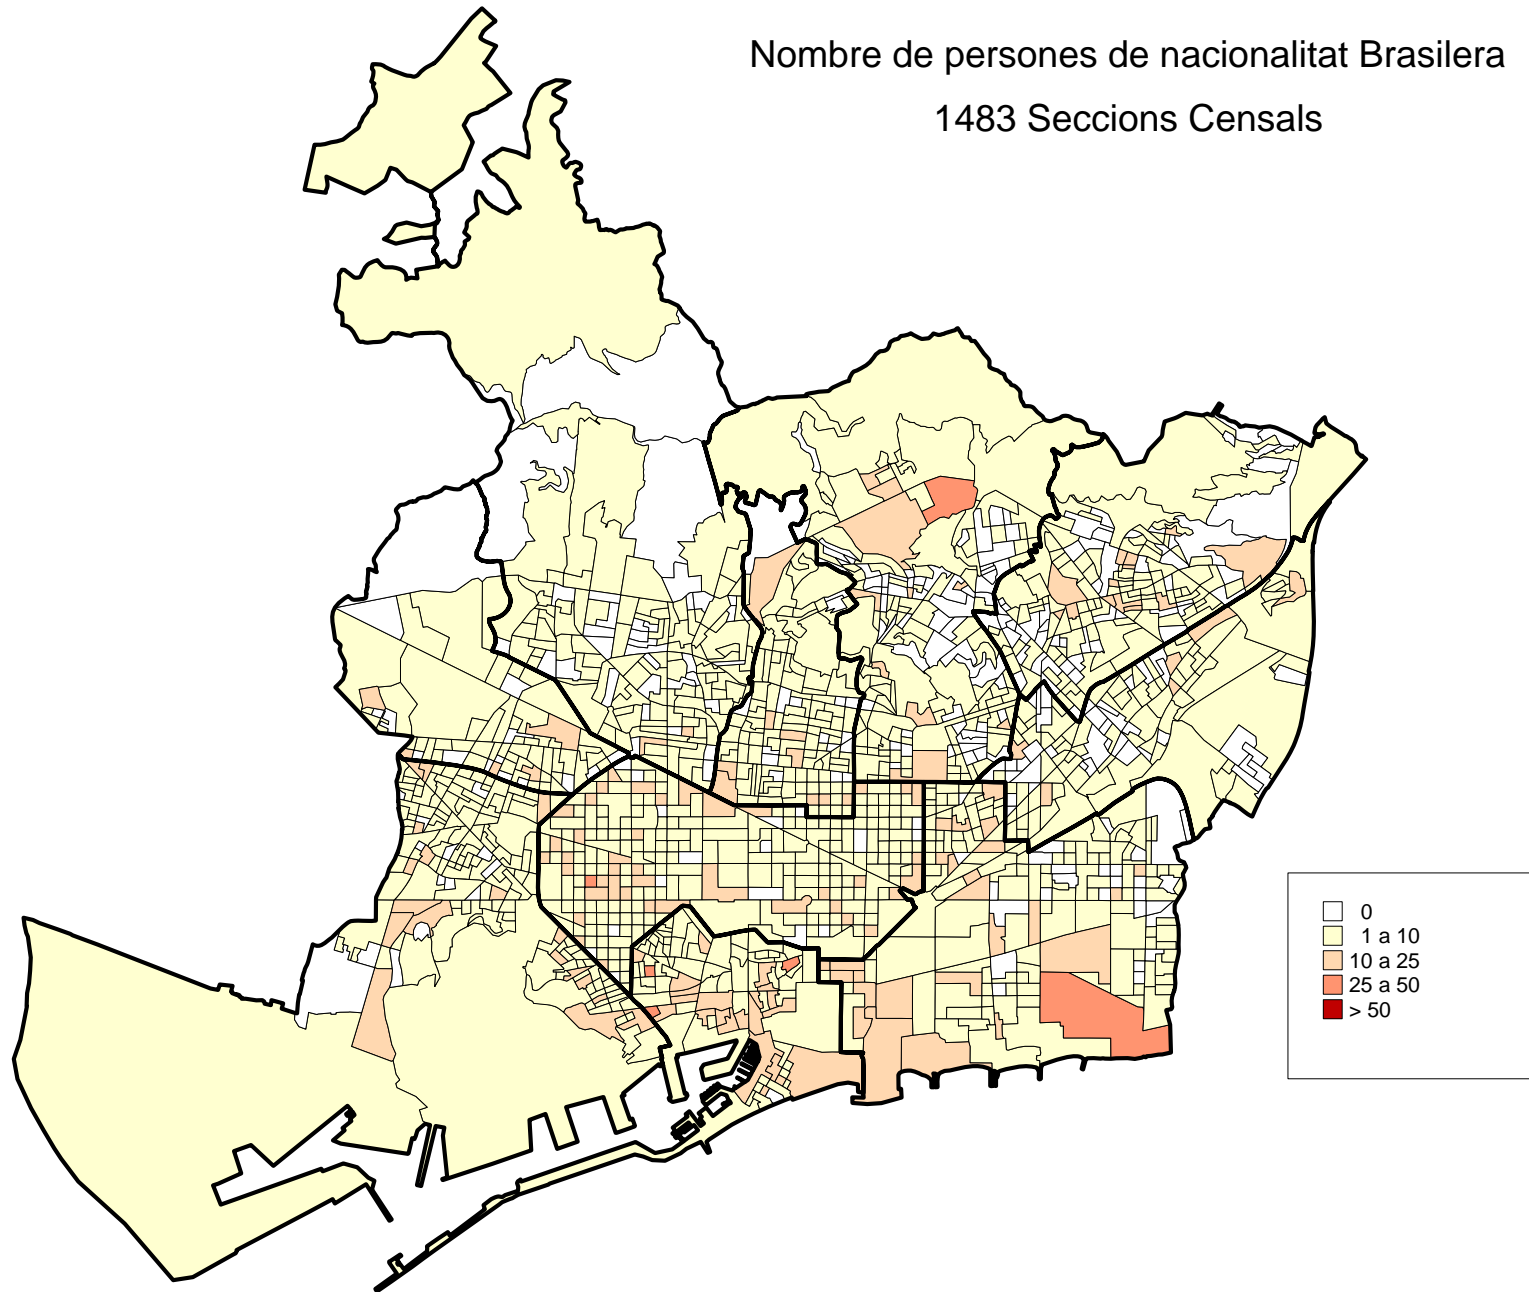 Nombre de persones de nacionalitat Brasilera
1483 Seccions Censals
0
1 a 10
10 a 25
25 a 50
> 50